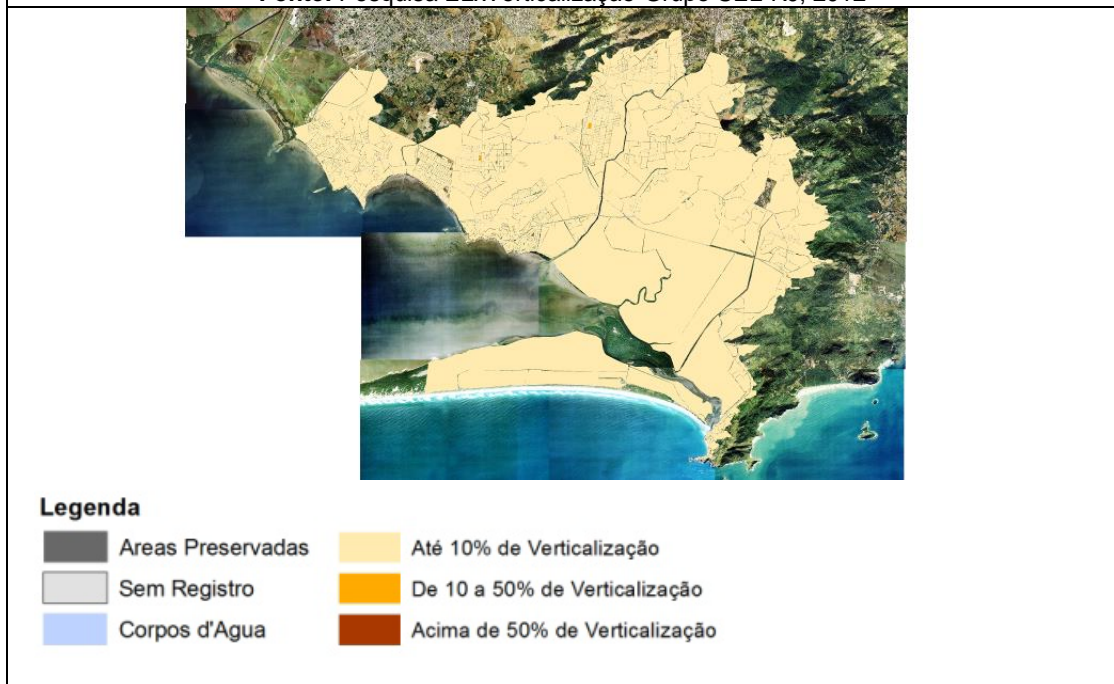 Legenda
Areas Preservadas
Sem Registro
Corpos d'Agua
Até 10% de Verticalização
De 10 a 50% de Verticalização
Acima de 50% de Verticalização